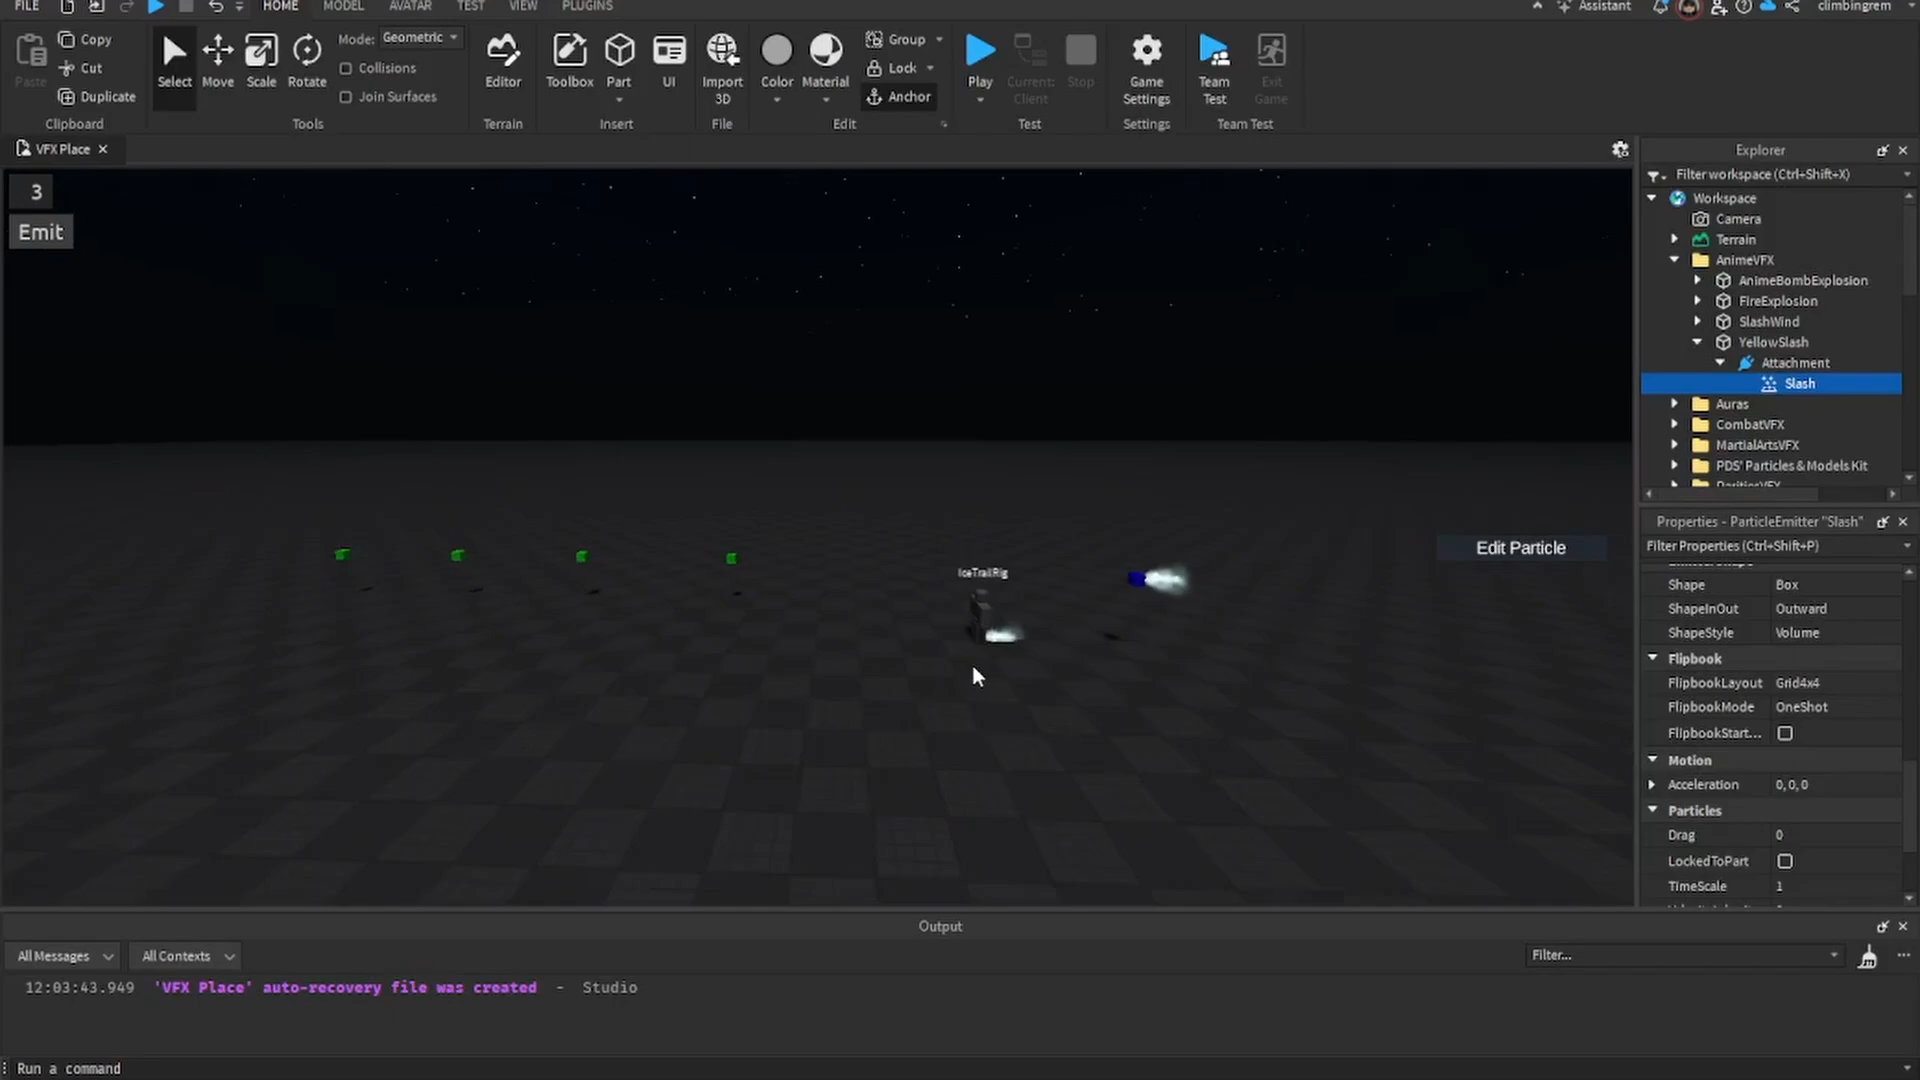 FILE HOME MODEL AVATAR TEST VIEW PLUGINS Assistant climbingrem
Paste Copy Cut Duplicate
Clipboard
Select Move Scale Rotate
Mode: Geometric
Collisions
Join Surfaces
Tools
Editor
Terrain
Toolbox Part UI
Insert
Import 3D
File
Color Material
Group
Lock
Anchor
Edit
Play Current: Client Stop
Test
Game Settings
Settings
Team Test Exit Game
Team Test
VFX Place
3
Emit
IceTrailRig
Edit Particle
Explorer
Filter workspace (Ctrl+Shift+X)
Workspace
Camera
Terrain
AnimeVFX
AnimeBombExplosion
FireExplosion
SlashWind
YellowSlash
Attachment
Slash
Auras
CombatVFX
MartialArtsVFX
PDS' Particles & Models Kit
Properties - ParticleEmitter "Slash"
Filter Properties (Ctrl+Shift+P)
Shape Box
ShapeInOut Outward
ShapeStyle Volume
Flipbook
FlipbookLayout Grid4x4
FlipbookMode OneShot
FlipbookStart...
Motion
Acceleration 0, 0, 0
Particles
Drag 0
LockedToPart
TimeScale 1
Output
All Messages All Contexts Filter...
12:03:43.949 'VFX Place' auto-recovery file was created - Studio
Run a command